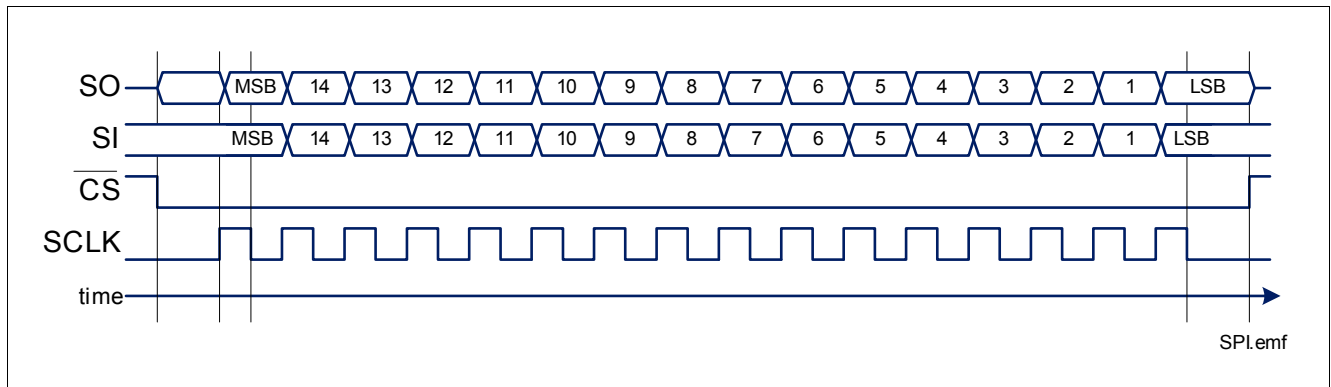 SO MSB 14 13 12 11 10 9 8 7 6 5 4 3 2 1 LSB
SI MSB 14 13 12 11 10 9 8 7 6 5 4 3 2 1 LSB
CS
SCLK
time
SPI.emf